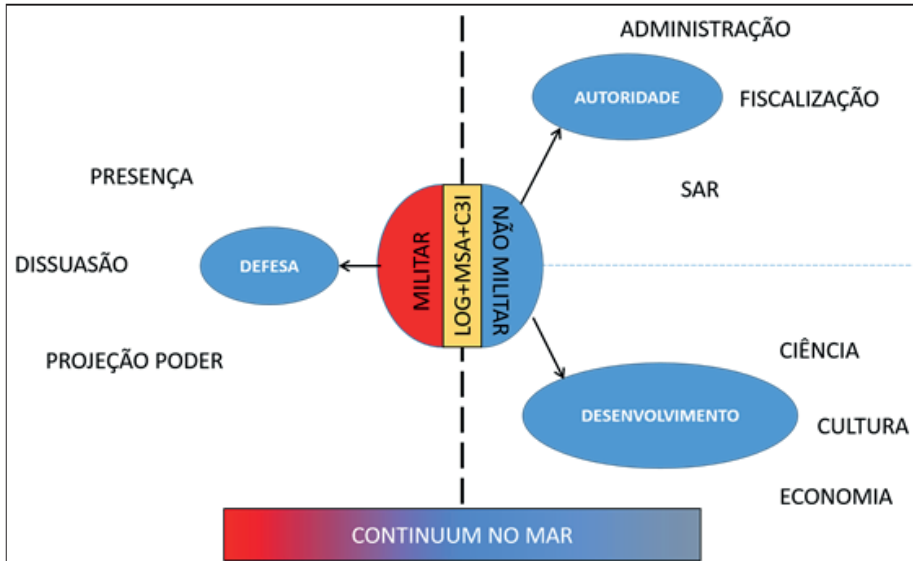 ADMINISTRAÇÃO
AUTORIDADE
FISCALIZAÇÃO
PRESENÇA
SAR
DISSUASÃO
DEFESA
MILITAR
LOG+MSA+C3I
NÃO MILITAR
PROJEÇÃO PODER
CIÊNCIA
DESENVOLVIMENTO
CULTURA
ECONOMIA
CONTINUUM NO MAR